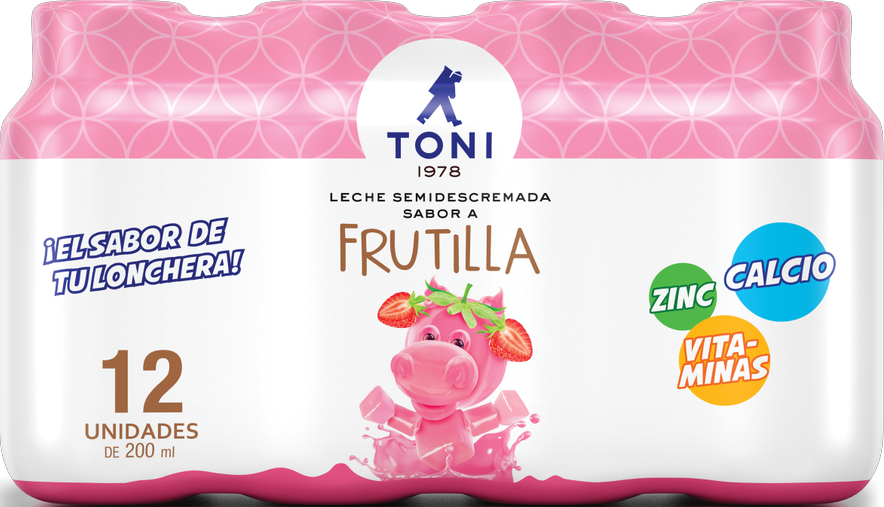 TONI
1978
LECHE SEMIDESCREMADA
SABOR A
FRUTILLA
¡EL SABOR DE
TU LONCHERA!
12
UNIDADES
DE 200 ml
ZINC
CALCIO
VITA-
MINAS